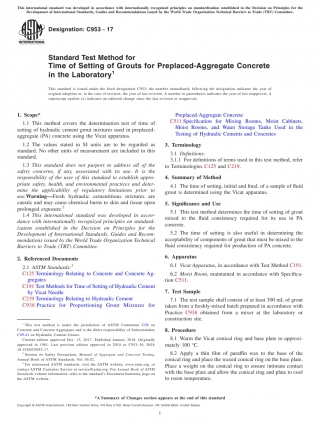 This international standard was developed in accordance with internationally recognized principles on standardization established in the Decision on Principles for the
Development of International Standards, Guides and Recommendations issued by the World Trade Organization Technical Barriers to Trade (TBT) Committee.
Designation: C953 − 17
Standard Test Method for
Time of Setting of Grouts for Preplaced-Aggregate Concrete
in the Laboratory1
This standard is issued under the fixed designation C953; the number immediately following the designation indicates the year of
original adoption or, in the case of revision, the year of last revision. A number in parentheses indicates the year of last reapproval. A
superscript epsilon (ε) indicates an editorial change since the last revision or reapproval.
1. Scope*
1.1 This method covers the determination of time of
setting of hydraulic cement grout mixtures used in preplaced-
aggregate (PA) concrete using the Vicat apparatus.
1.2 The values stated in SI units are to be regarded as
standard. No other units of measurement are included in this
standard.
1.3 This standard does not purport to address all of the
safety concerns, if any, associated with its use. It is the
responsibility of the user of this standard to establish appro-
priate safety, health, and environmental practices and deter-
mine the applicability of regulatory limitations prior to
use.Warning—Fresh hydraulic cementitious mixtures are
caustic and may cause chemical burns to skin and tissue upon
prolonged exposure.2
1.4 This international standard was developed in accor-
dance with internationally recognized principles on standard-
ization established in the Decision on Principles for the
Development of International Standards, Guides and Recom-
mendations issued by the World Trade Organization Technical
Barriers to Trade (TBT) Committee.
2. Referenced Documents
2.1 ASTM Standards:3
C125 Terminology Relating to Concrete and Concrete Ag-
gregates
C191 Test Methods for Time of Setting of Hydraulic Cement
by Vicat Needle
C219 Terminology Relating to Hydraulic Cement
C938 Practice for Proportioning Grout Mixtures for
1 This test method is under the jurisdiction of ASTM Committee C09 on
Concrete and Concrete Aggregates and is the direct responsibility of Subcommittee
C09.41 on Hydraulic Cement Grouts.
Current edition approved Dec. 15, 2017. Published January 2018. Originally
approved in 1981. Last previous edition approved in 2010 as C953–10. DOI:
10.1520/C0953-17.
2 Section on Safety Precautions, Manual of Aggregate and Concrete Testing,
Annual Book of ASTM Standards, Vol. 04.02.
3 For referenced ASTM standards, visit the ASTM website, www.astm.org, or
contact ASTM Customer Service at service@astm.org. For Annual Book of ASTM
Standards volume information, refer to the standard's Document Summary page on
the ASTM website.
Preplaced-Aggregate Concrete
C511 Specification for Mixing Rooms, Moist Cabinets,
Moist Rooms, and Water Storage Tanks Used in the
Testing of Hydraulic Cements and Concretes
3. Terminology
3.1 Definitions:
3.1.1 For definitions of terms used in this test method, refer
to Terminologies C125 and C219.
4. Summary of Method
4.1 The time of setting, initial and final, of a sample of fluid
grout is determined using the Vicat apparatus.
5. Significance and Use
5.1 This test method determines the time of setting of grout
mixed to the fluid consistency required for its use in PA
concrete.
5.2 The time of setting is also useful in determining the
acceptability of components of grout that must be mixed to the
fluid consistency required for production of PA concrete.
6. Apparatus
6.1 Vicat Apparatus, in accordance with Test Method C191.
6.2 Moist Room, maintained in accordance with Specifica-
tion C511.
7. Test Sample
7.1 The test sample shall consist of at least 300 mL of grout
taken from a freshly-mixed batch prepared in accordance with
Practice C938 obtained from a mixer at the laboratory or
construction site.
8. Procedure
8.1 Warm the Vicat conical ring and base plate to approxi-
mately 100 °C.
8.2 Apply a thin film of paraffin wax to the base of the
conical ring and place the waxed conical ring on the base plate.
Place a weight on the conical ring to ensure intimate contact
with the base plate and allow the conical ring and plate to cool
to room temperature.
*A Summary of Changes section appears at the end of this standard
Copyright © ASTM International, 100 Barr Harbor Drive, PO Box C700, West Conshohocken, PA 19428-2959. United States
1